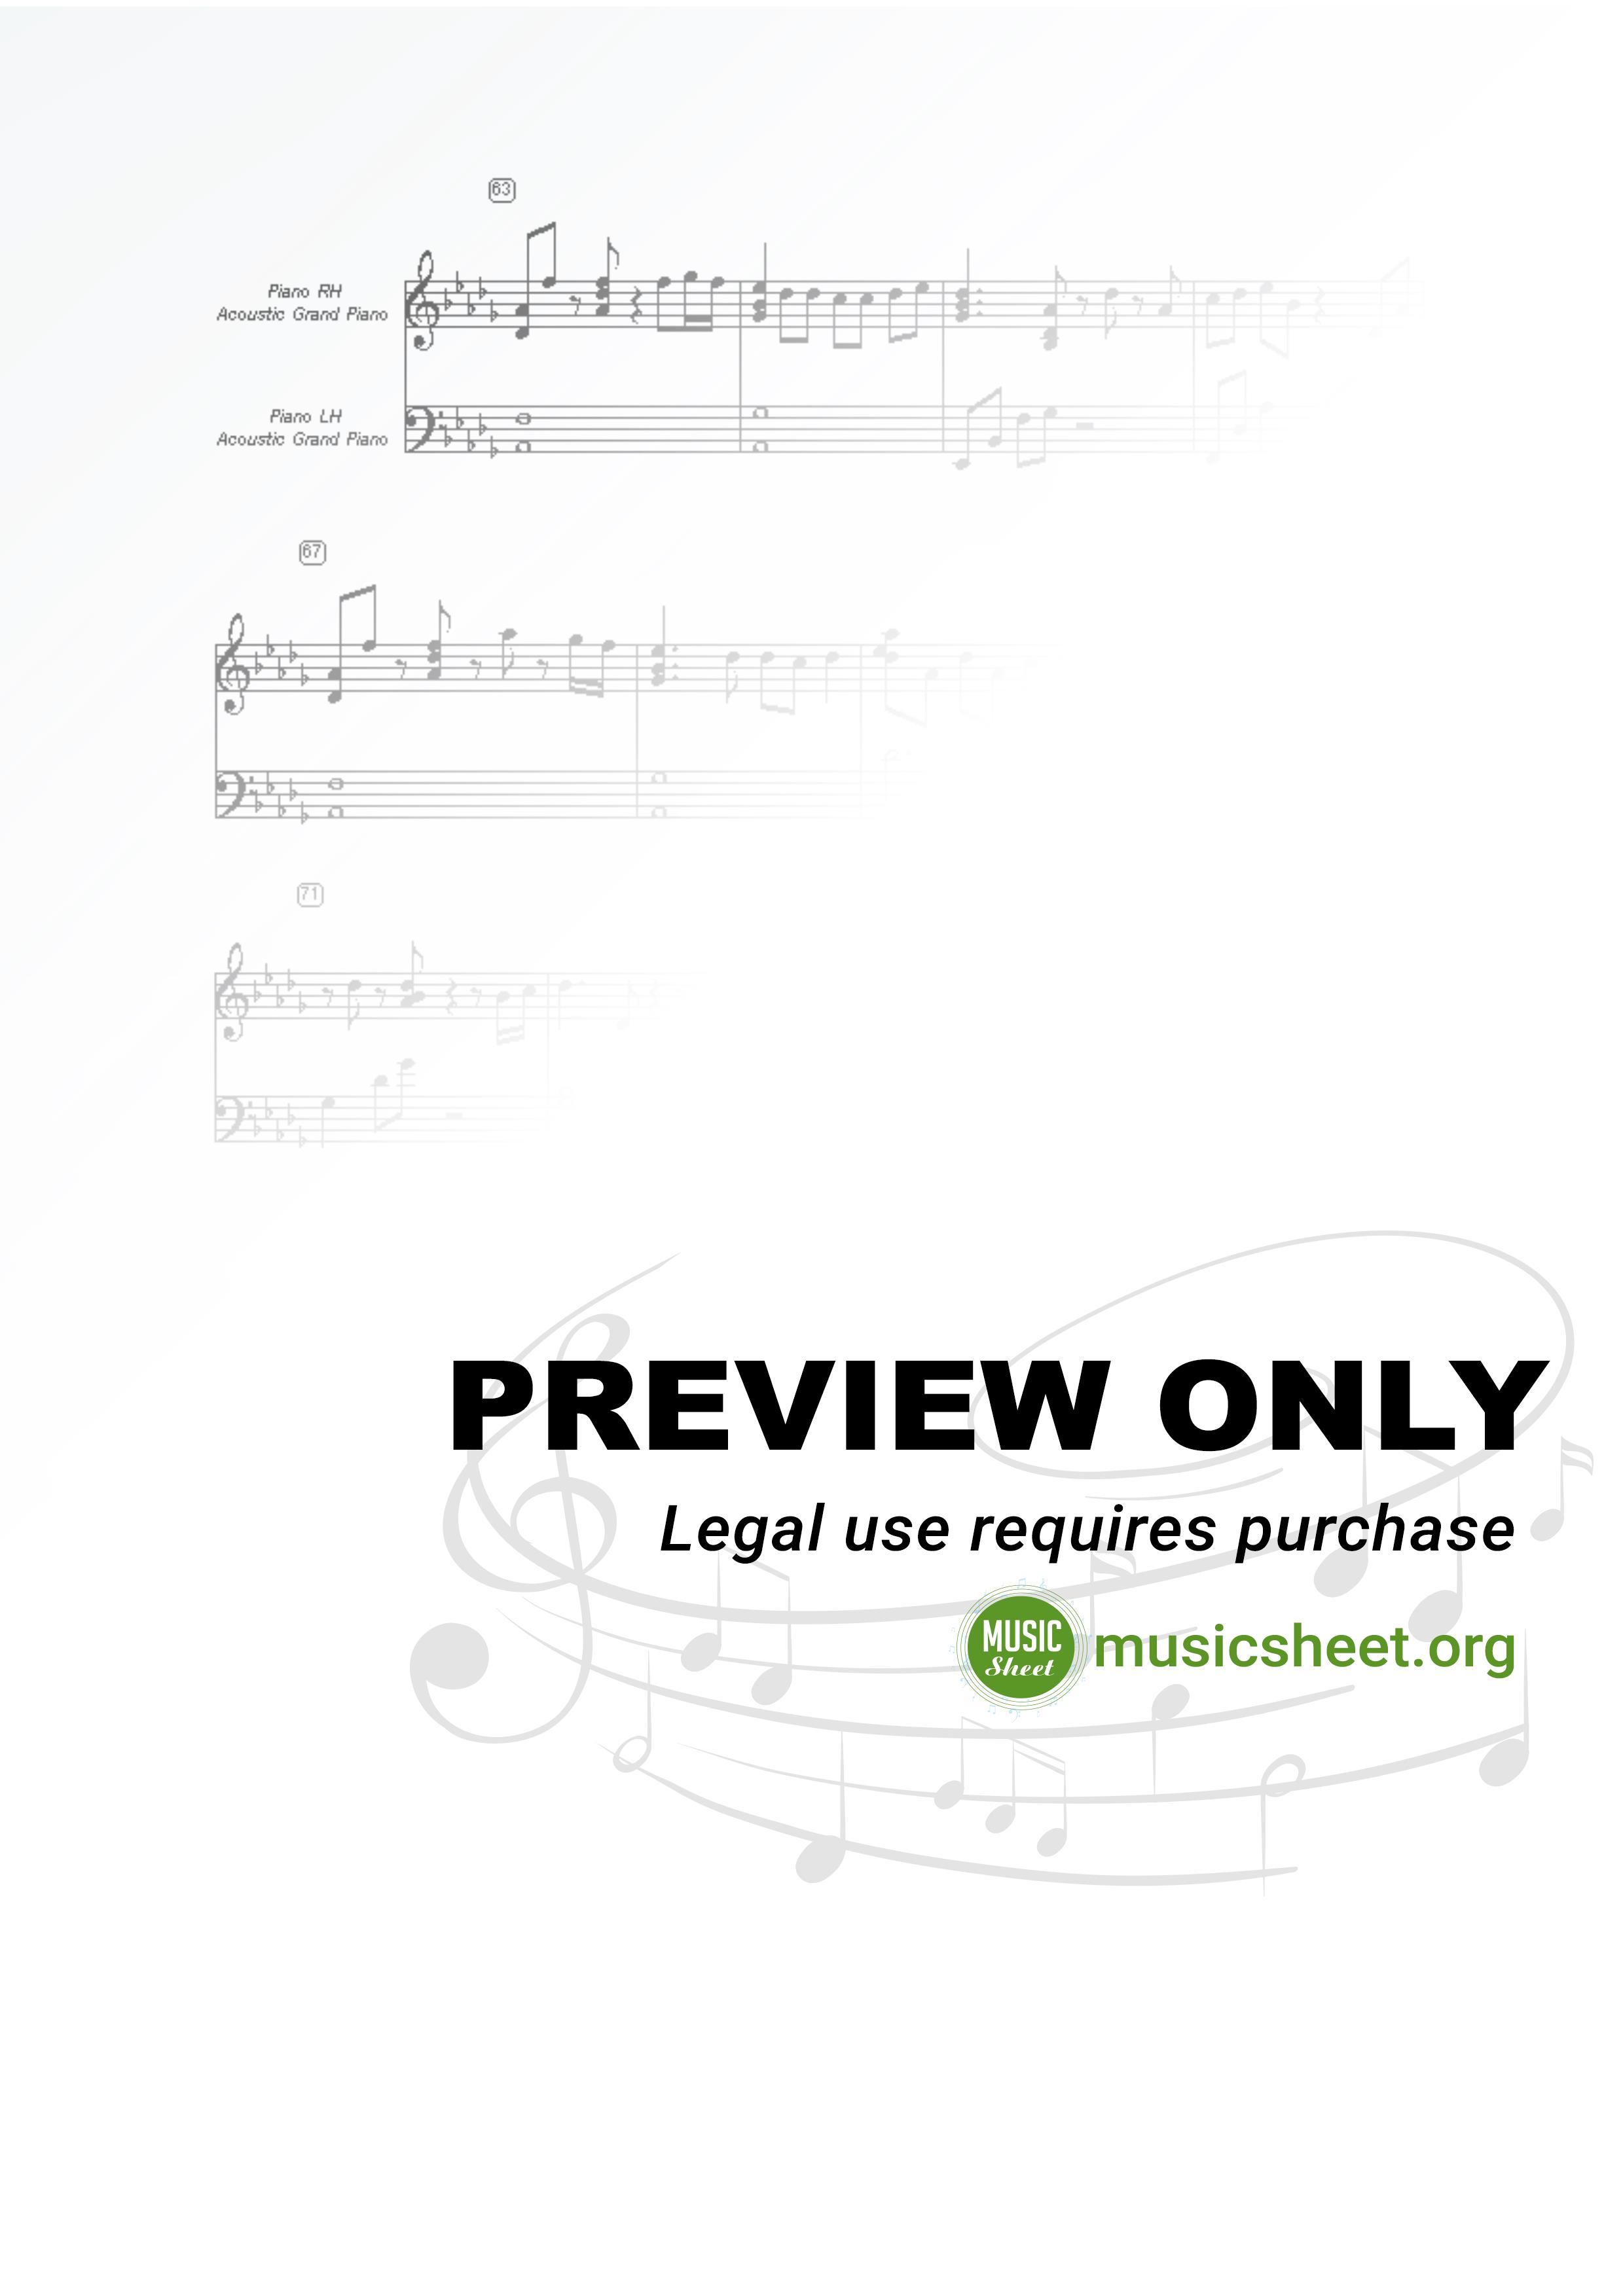 63
Piano RH
Acoustic Grand Piano
Piano LH
Acoustic Grand Piano
67
71
PREVIEW ONLY
Legal use requires purchase
MUSIC
Sheet
musicsheet.org